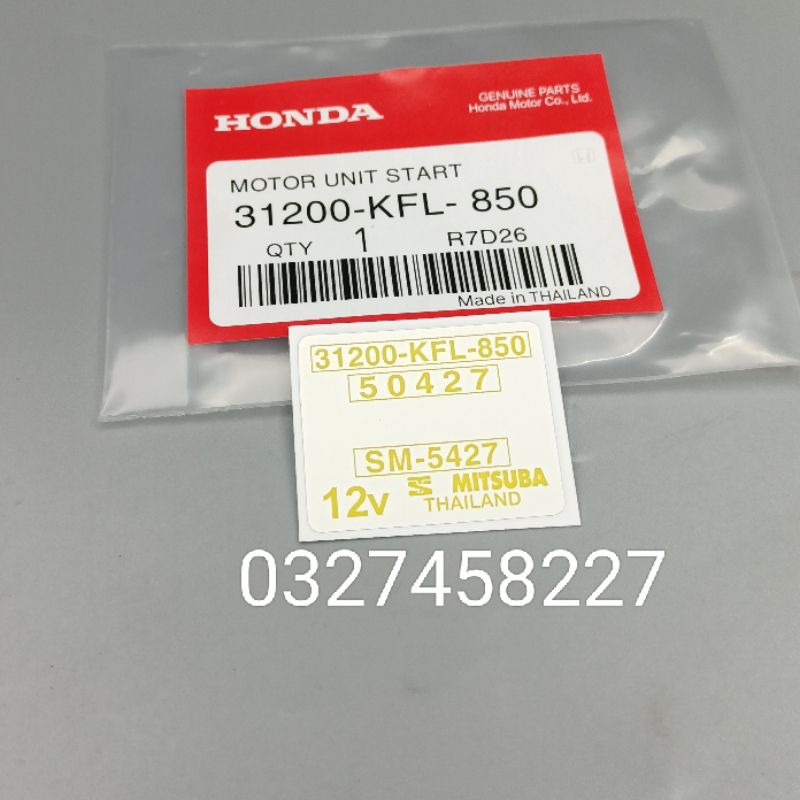 HONDA
GENUINE PARTS
Honda Motor Co., Ltd.
MOTOR UNIT START
31200-KFL- 850
QTY 1 R7D26
Made in THAILAND
31200-KFL-850
50427
SM-5427
12v MITSUBA
THAILAND
0327458227